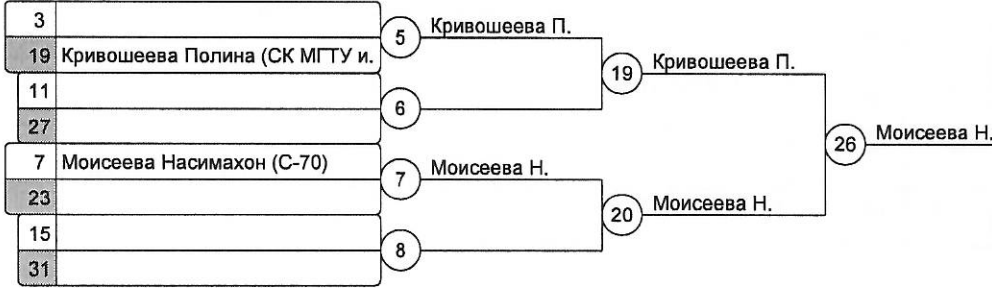 3
5 Кривошеева П.
19 Кривошеева Полина (СК МГТУ и.
19 Кривошеева П.
11
6
27
26 Моисеева Н.
7 Моисеева Насимахон (С-70)
7 Моисеева Н.
23
20 Моисеева Н.
15
8
31